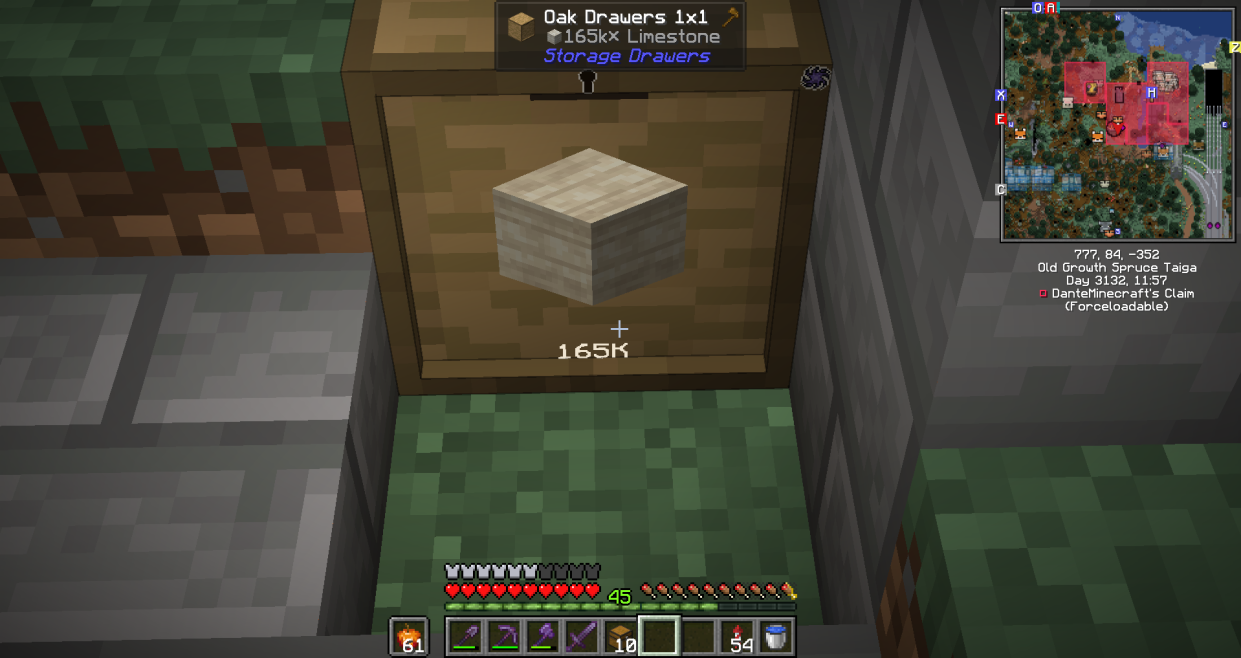 Oak Drawers 1x1
165k× Limestone
Storage Drawers
165K
O A
N
Z
X
H
E
W
E
C
S
777, 84, -352
Old Growth Spruce Taiga
Day 3132, 11:57
DanteMinecraft's Claim
(Forceloadable)
45
61
10
54